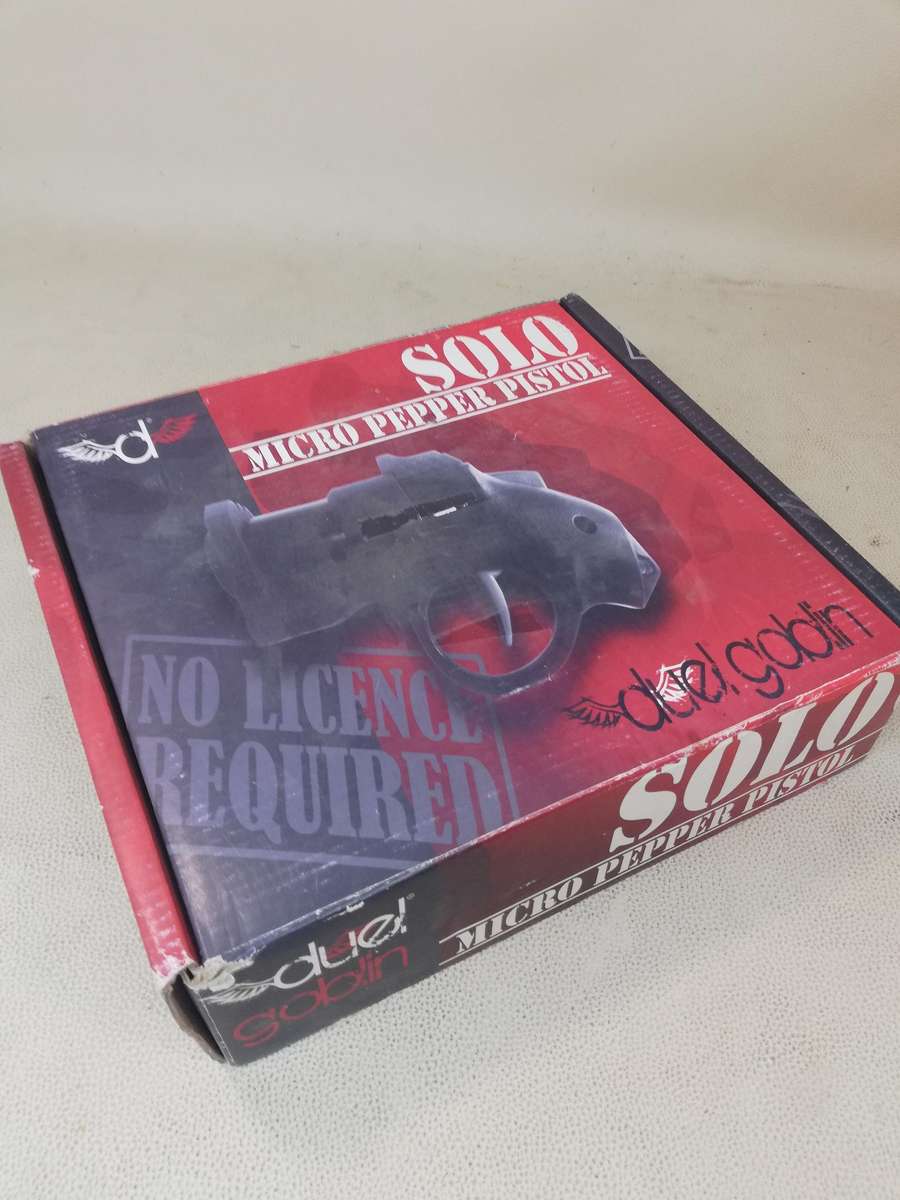 SOLO
MICRO PEPPER PISTOL
d
NO LICENCE
REQUIRED
duel goblin
SOLO
MICRO PEPPER PISTOL
duel
goblin